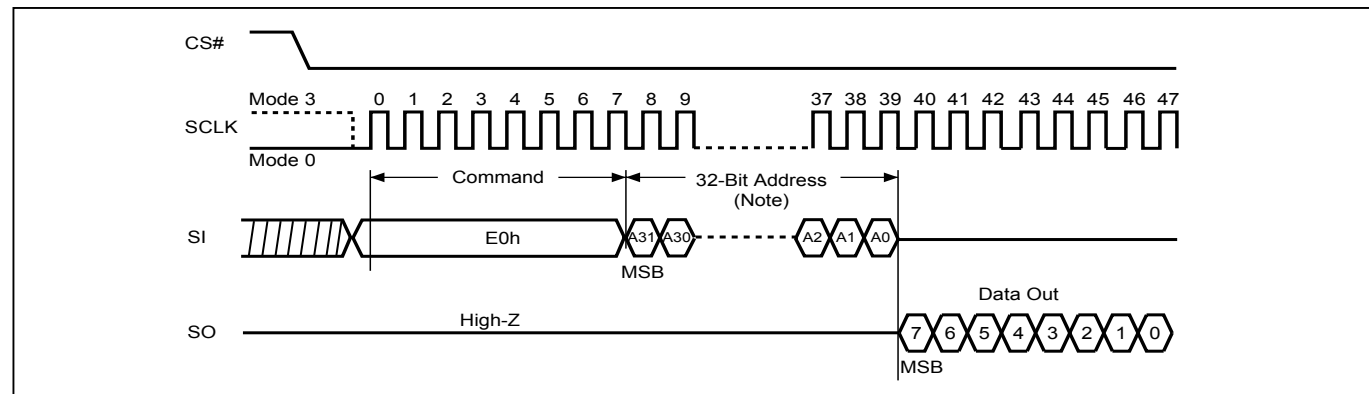 CS#
Mode 3
0 1 2 3 4 5 6 7 8 9 37 38 39 40 41 42 43 44 45 46 47
SCLK
Mode 0
Command
32-Bit Address
(Note)
SI
E0h
A31 A30 A2 A1 A0
MSB
Data Out
High-Z
SO
7 6 5 4 3 2 1 0
MSB